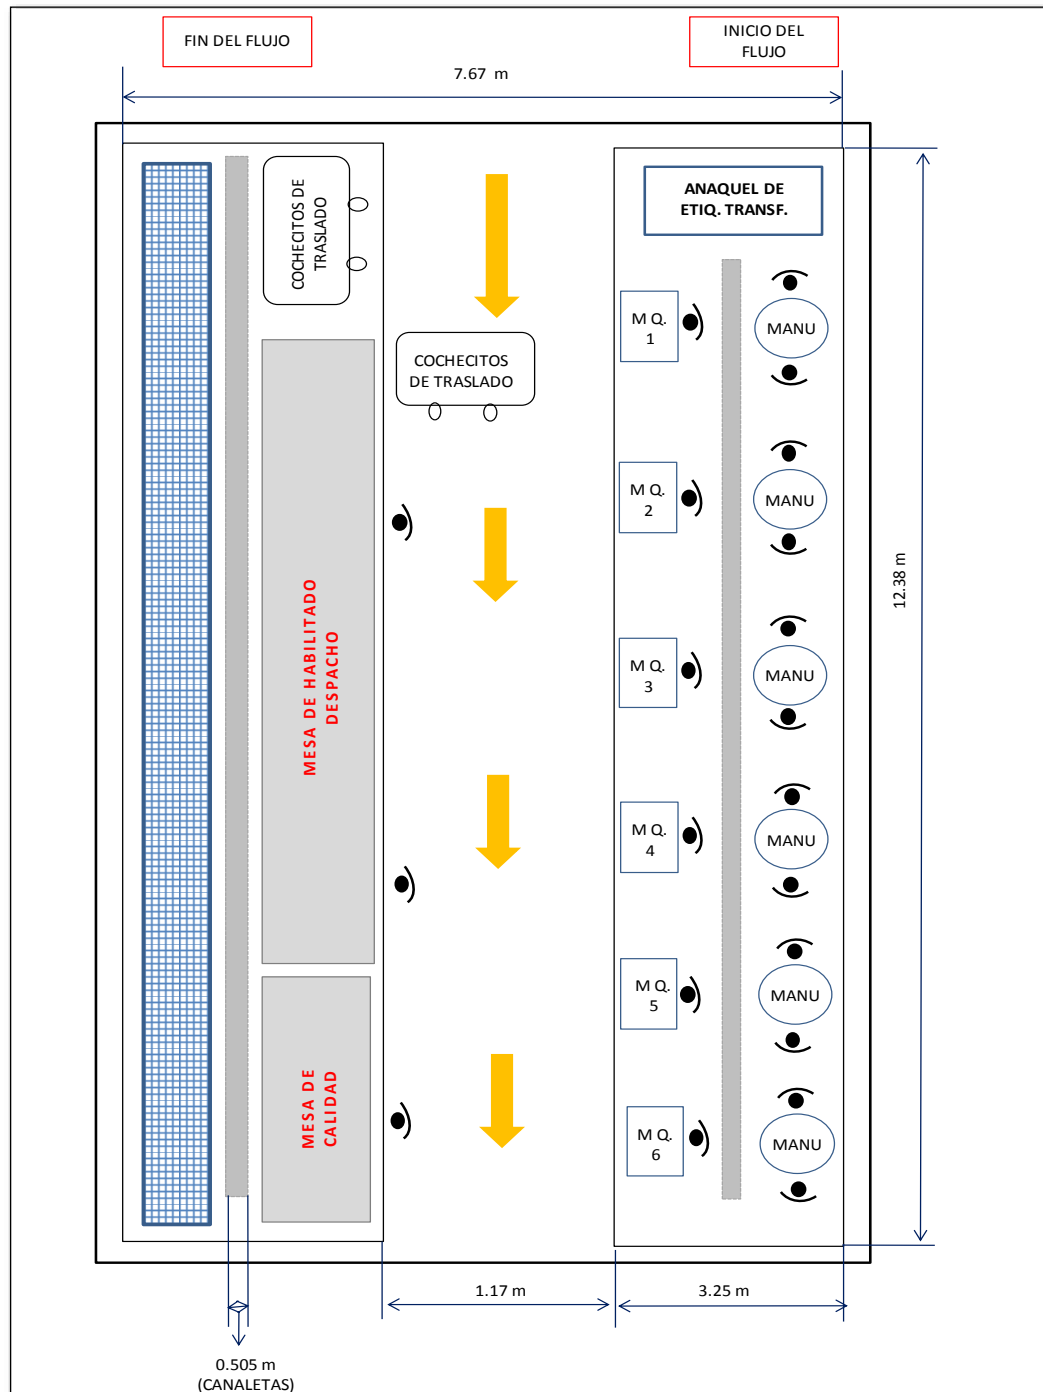 FIN DEL FLUJO
INICIO DEL
FLUJO
7.67 m
COCHECITOS DE
TRASLADO
ANAQUEL DE
ETIQ. TRANSF.
M Q.
1
MANU
COCHECITOS
DE TRASLADO
M Q.
2
MANU
MESA DE HABILITADO
DESPACHO
M Q.
3
MANU
12.38 m
M Q.
4
MANU
M Q.
5
MANU
MESA DE
CALIDAD
M Q.
6
MANU
1.17 m
3.25 m
0.505 m
(CANALETAS)